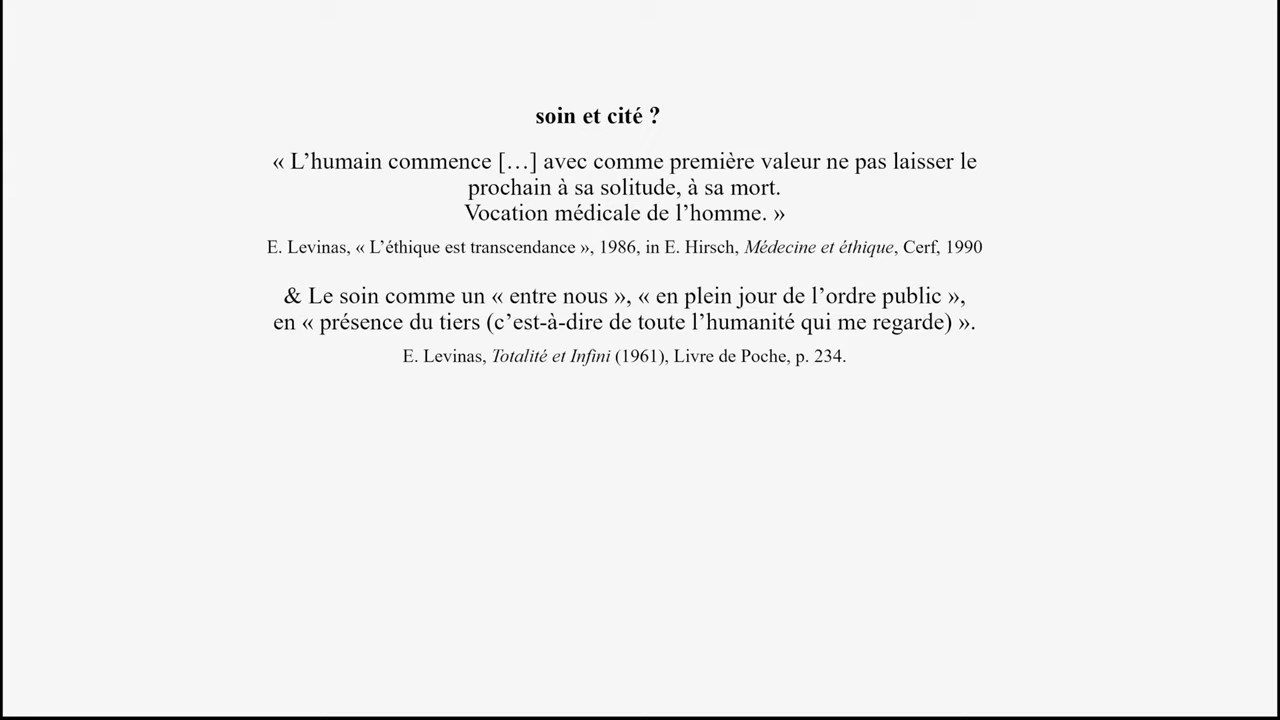 soin et cité ?
« L’humain commence […] avec comme première valeur ne pas laisser le
prochain à sa solitude, à sa mort.
Vocation médicale de l’homme. »
E. Levinas, « L’éthique est transcendance », 1986, in E. Hirsch, Médecine et éthique, Cerf, 1990
& Le soin comme un « entre nous », « en plein jour de l’ordre public »,
en « présence du tiers (c’est-à-dire de toute l’humanité qui me regarde) ».
E. Levinas, Totalité et Infini (1961), Livre de Poche, p. 234.